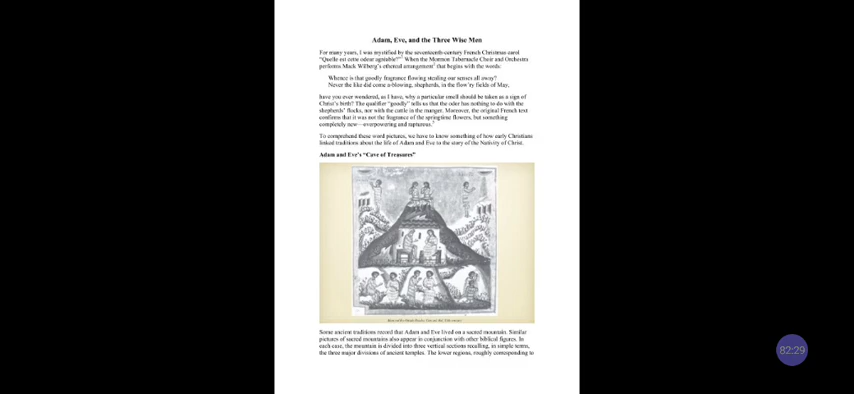 Adam, Eve, and the Three Wise Men
For many years, I was mystified by the seventeenth-century French Christmas carol
"Quelle est cette odeur agréable?" When the Mormon Tabernacle Choir and Orchestra
performs Mack Wilberg's ethereal arrangement that begins with the words:
Whence is that goodly fragrance flowing stealing our senses all away?
Never the like did come a-blowing, shepherds, in the flow'ry fields of May,
have you ever wondered, as I have, why a particular smell should be taken as a sign of
Christ's birth? The qualifier "goodly" tells us that the odor has nothing to do with the
shepherds' flocks, nor with the cattle in the manger. Moreover, the original French text
confirms that it was not the fragrance of the springtime flowers, but something
completely new—overpowering and rapturous.
To comprehend these word pictures, we have to know something of how early Christians
linked traditions about the life of Adam and Eve to the story of the Nativity of Christ.
Adam and Eve's "Cave of Treasures"
Some ancient traditions record that Adam and Eve lived on a sacred mountain. Similar
pictures of sacred mountains also appear in conjunction with other biblical figures. In
each case, the mountain is divided into three vertical sections recalling, in simple terms,
the three major divisions of ancient temples. The lower regions, roughly corresponding to
82:29